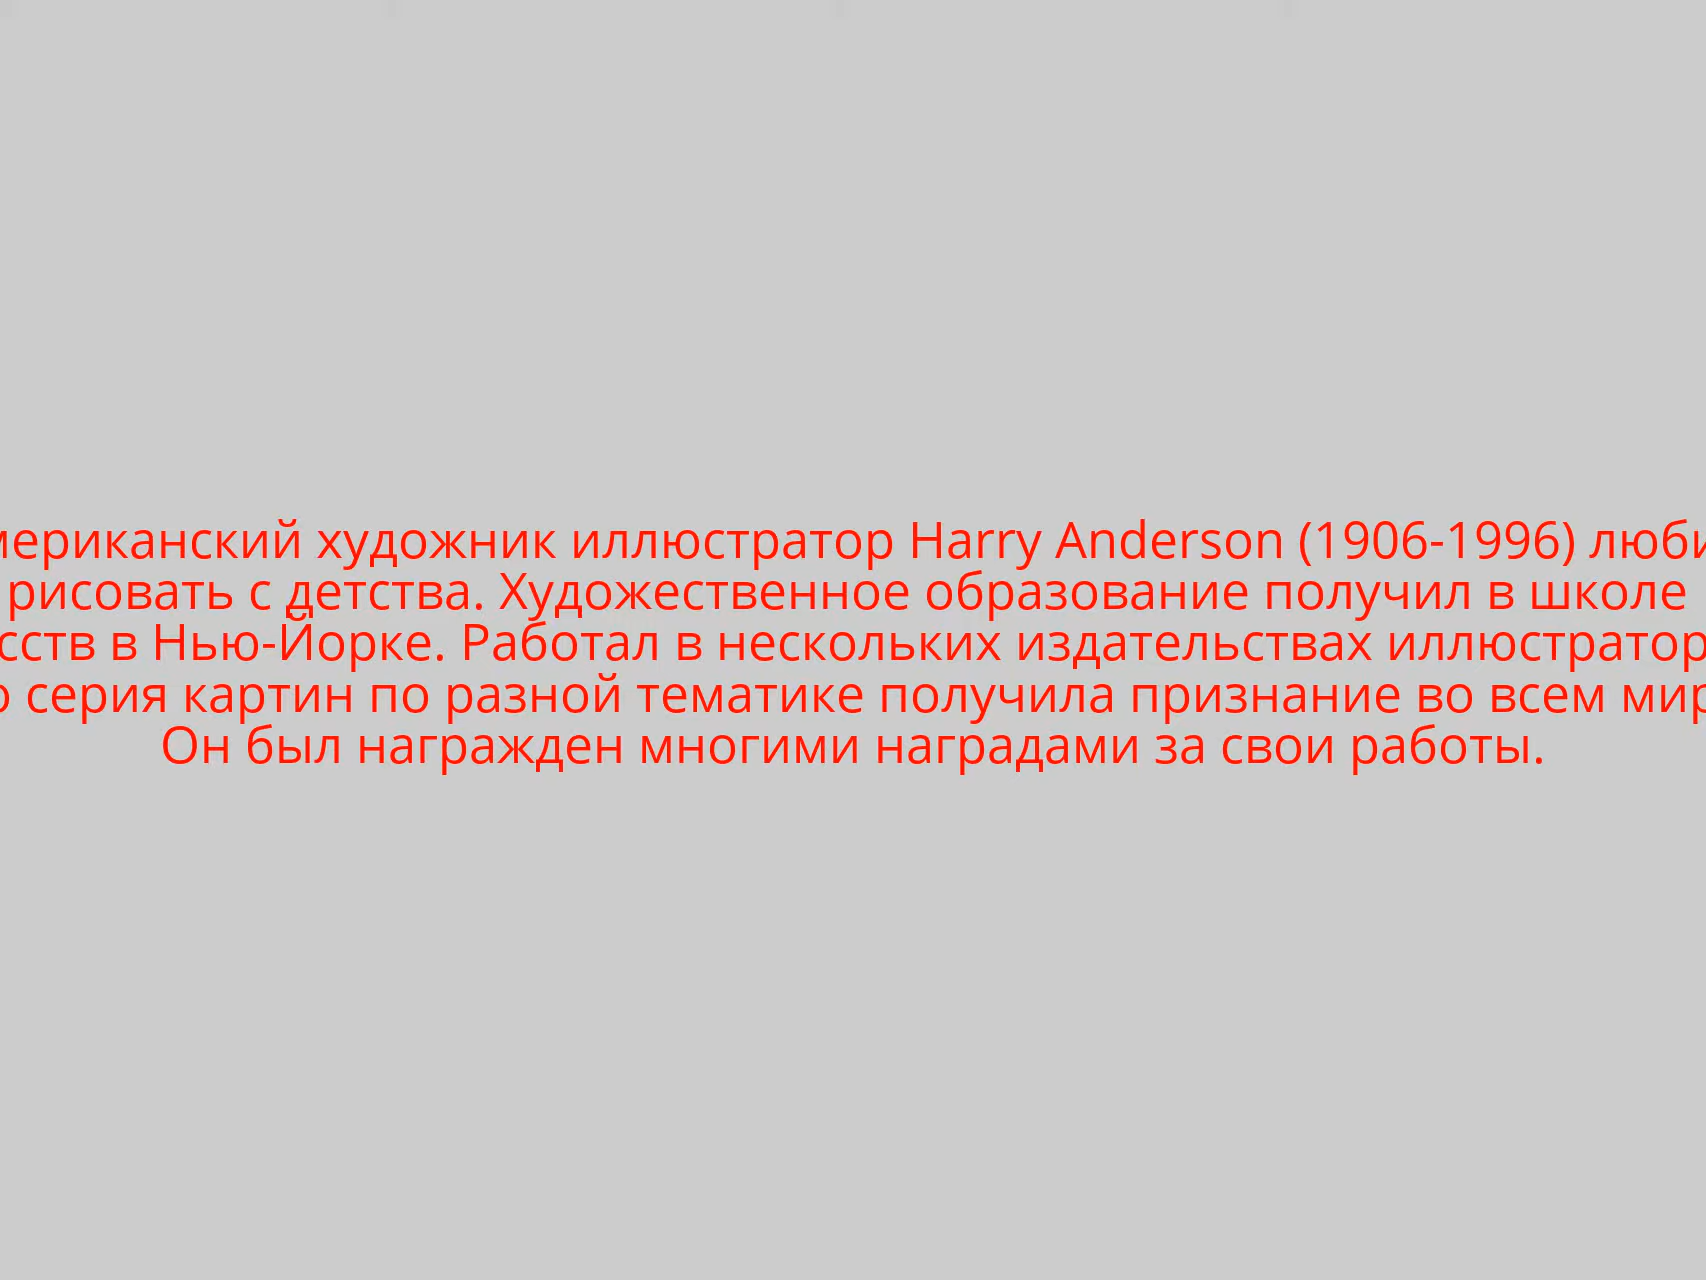 мериканский художник иллюстратор Harry Anderson (1906-1996) люби
рисовать с детства. Художественное образование получил в школе
сств в Нью-Йорке. Работал в нескольких издательствах иллюстратор
о серия картин по разной тематике получила признание во всем мир
Он был награжден многими наградами за свои работы.